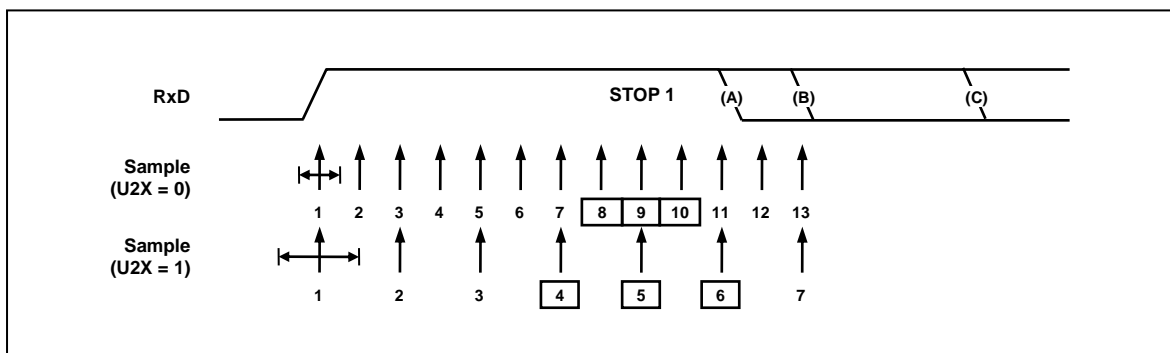 RxD STOP 1 (A) (B) (C)
Sample
(U2X = 0)
1 2 3 4 5 6 7 8 9 10 11 12 13
Sample
(U2X = 1)
1 2 3 4 5 6 7